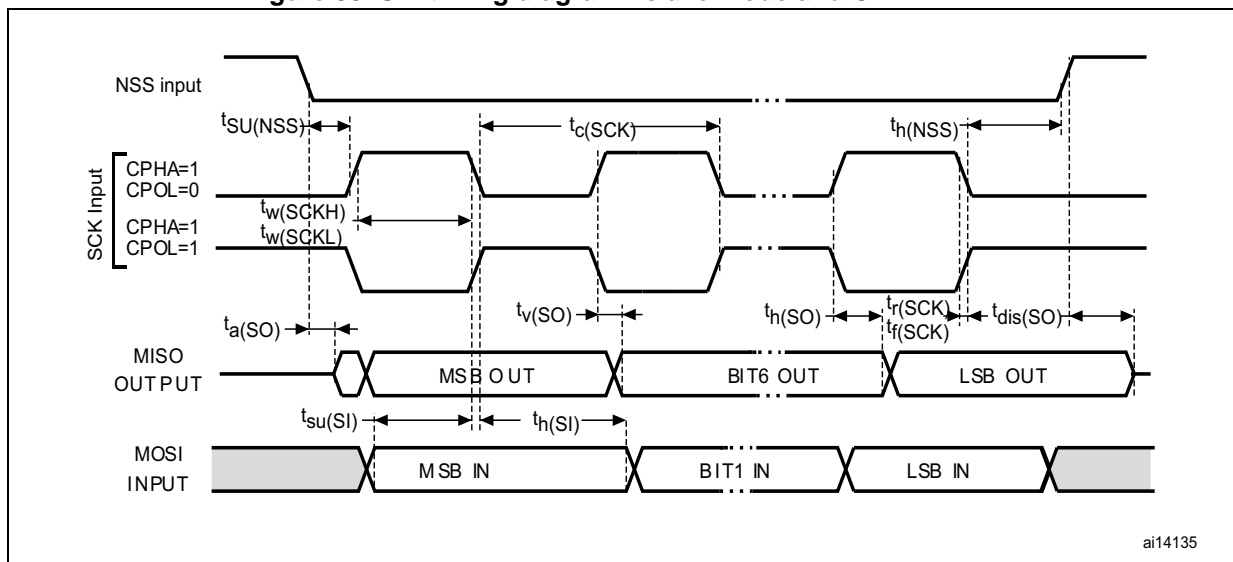 NSS input
tSU(NSS)
tc(SCK)
th(NSS)
SCK Input
CPHA=1
CPOL=0
tw(SCKH)
CPHA=1
tw(SCKL)
CPOL=1
ta(SO)
tv(SO)
th(SO)
tr(SCK)
tf(SCK)
tdis(SO)
MISO
OUTPUT
MSB OUT
BIT6 OUT
LSB OUT
tsu(SI)
th(SI)
MOSI
INPUT
MSB IN
BIT1 IN
LSB IN
ai14135